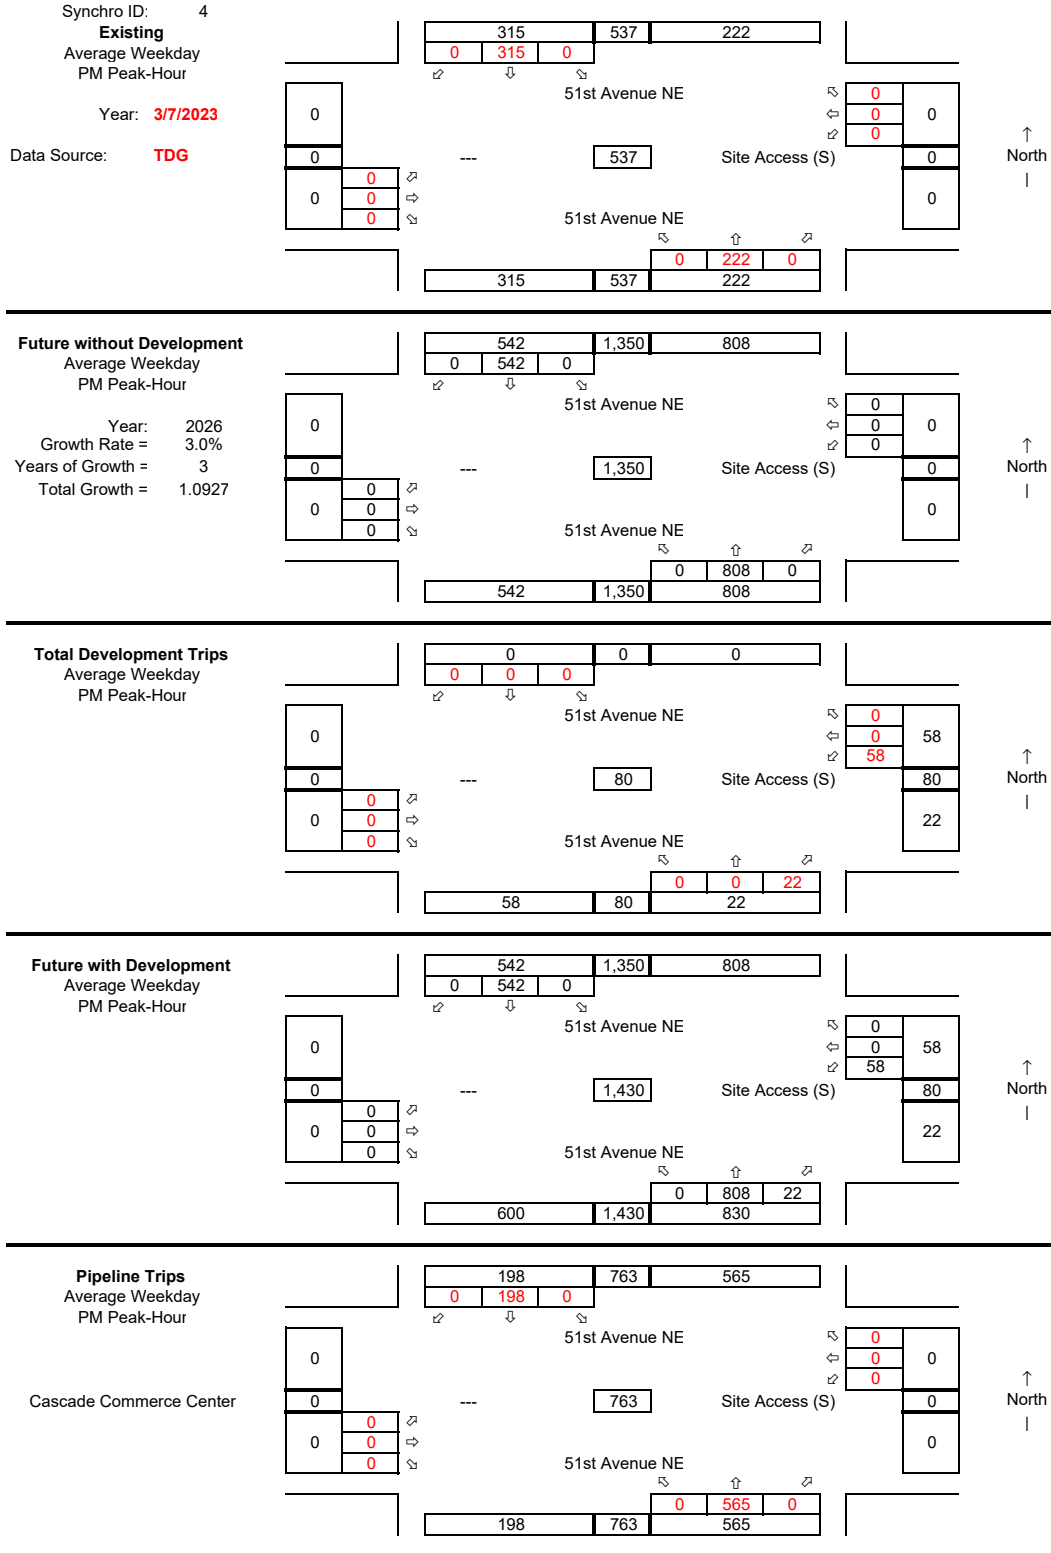 Synchro ID: 4
Existing
Average Weekday
PM Peak-Hour
Year: 3/7/2023
Data Source: TDG
315 537 222
0 315 0
⬃ ⇩ ⬂
51st Avenue NE
0 0 0
⬁ 0
⇦ 0
⬃ 0
0
--- 537 Site Access (S) 0
0
0 ⬀
0 ⇨
0 ⬂
0
51st Avenue NE
⬁ ⇧ ⬀
0 222 0
315 537 222
↑
North
|
Future without Development
Average Weekday
PM Peak-Hour
Year: 2026
Growth Rate = 3.0%
Years of Growth = 3
Total Growth = 1.0927
542 1,350 808
0 542 0
⬃ ⇩ ⬂
51st Avenue NE
0
⬁ 0
⇦ 0
⬃ 0
0
0 --- 1,350 Site Access (S) 0
0
0 ⬀
0 ⇨
0 ⬂
0
51st Avenue NE
⬁ ⇧ ⬀
0 808 0
542 1,350 808
↑
North
|
Total Development Trips
Average Weekday
PM Peak-Hour
0 0 0
0 0 0
⬃ ⇩ ⬂
51st Avenue NE
0
⬁ 0
⇦ 0
⬃ 58
58
0 --- 80 Site Access (S) 80
0
0 ⬀
0 ⇨
0 ⬂
22
51st Avenue NE
⬁ ⇧ ⬀
0 0 22
58 80 22
↑
North
|
Future with Development
Average Weekday
PM Peak-Hour
542 1,350 808
0 542 0
⬃ ⇩ ⬂
51st Avenue NE
0
⬁ 0
⇦ 0
⬃ 58
58
0 --- 1,430 Site Access (S) 80
0
0 ⬀
0 ⇨
0 ⬂
22
51st Avenue NE
⬁ ⇧ ⬀
0 808 22
600 1,430 830
↑
North
|
Pipeline Trips
Average Weekday
PM Peak-Hour
Cascade Commerce Center
198 763 565
0 198 0
⬃ ⇩ ⬂
51st Avenue NE
0
⬁ 0
⇦ 0
⬃ 0
0
0 --- 763 Site Access (S) 0
0
0 ⬀
0 ⇨
0 ⬂
0
51st Avenue NE
⬁ ⇧ ⬀
0 565 0
198 763 565
↑
North
|